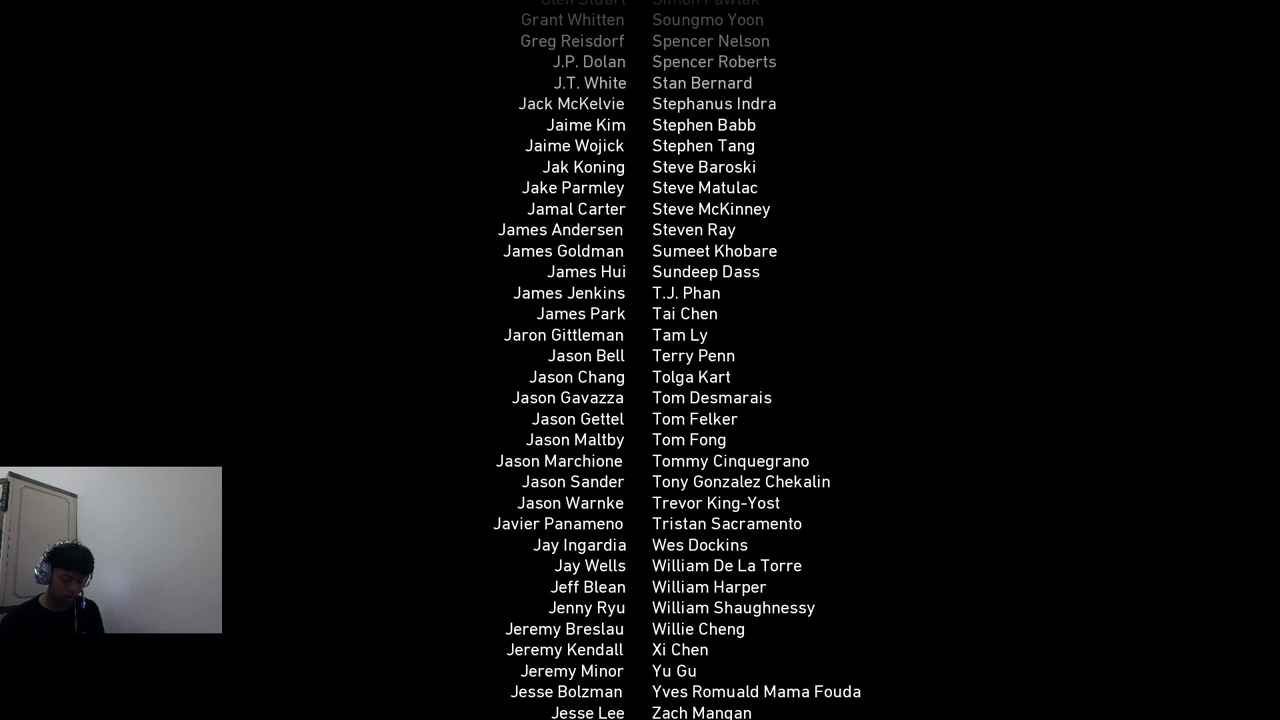 Glen Stuart Simon Pawlak
Grant Whitten Soungmo Yoon
Greg Reisdorf Spencer Nelson
J.P. Dolan Spencer Roberts
J.T. White Stan Bernard
Jack McKelvie Stephanus Indra
Jaime Kim Stephen Babb
Jaime Wojick Stephen Tang
Jak Koning Steve Baroski
Jake Parmley Steve Matulac
Jamal Carter Steve McKinney
James Andersen Steven Ray
James Goldman Sumeet Khobare
James Hui Sundeep Dass
James Jenkins T.J. Phan
James Park Tai Chen
Jaron Gittleman Tam Ly
Jason Bell Terry Penn
Jason Chang Tolga Kart
Jason Gavazza Tom Desmarais
Jason Gettel Tom Felker
Jason Maltby Tom Fong
Jason Marchione Tommy Cinquegrano
Jason Sander Tony Gonzalez Chekalin
Jason Warnke Trevor King-Yost
Javier Panameno Tristan Sacramento
Jay Ingardia Wes Dockins
Jay Wells William De La Torre
Jeff Blean William Harper
Jenny Ryu William Shaughnessy
Jeremy Breslau Willie Cheng
Jeremy Kendall Xi Chen
Jeremy Minor Yu Gu
Jesse Bolzman Yves Romuald Mama Fouda
Jesse Lee Zach Mangan